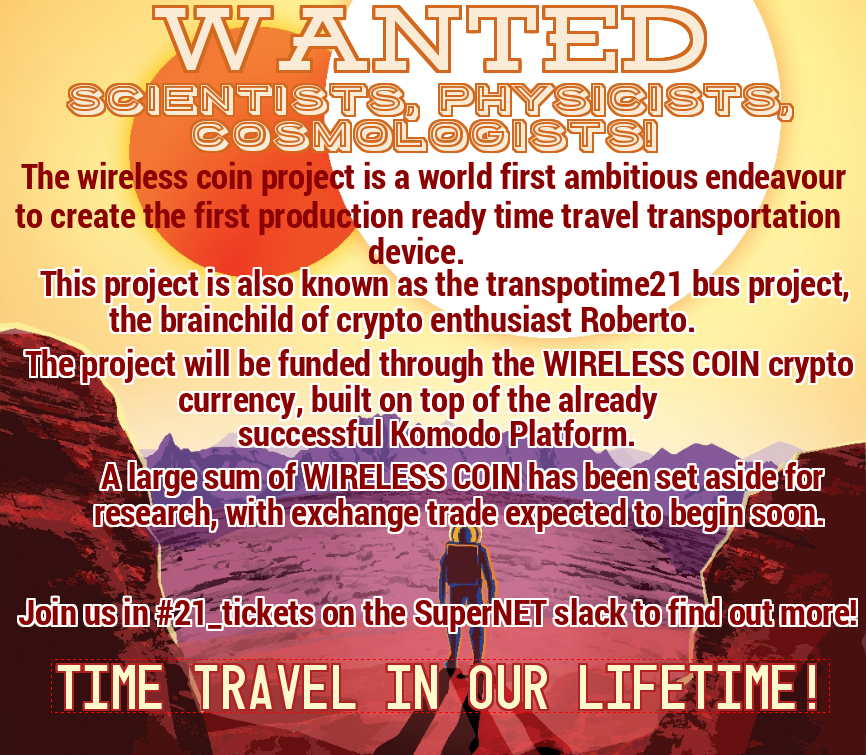 WANTED
SCIENTISTS, PHYSICISTS,
COSMOLOGISTS!
The wireless coin project is a world first ambitious endeavour
to create the first production ready time travel transportation
device.
This project is also known as the transpotime21 bus project,
the brainchild of crypto enthusiast Roberto.
The project will be funded through the WIRELESS COIN crypto
currency, built on top of the already
successful Komodo Platform.
A large sum of WIRELESS COIN has been set aside for
research, with exchange trade expected to begin soon.
Join us in #21_tickets on the SuperNET slack to find out more!
TIME TRAVEL IN OUR LIFETIME!